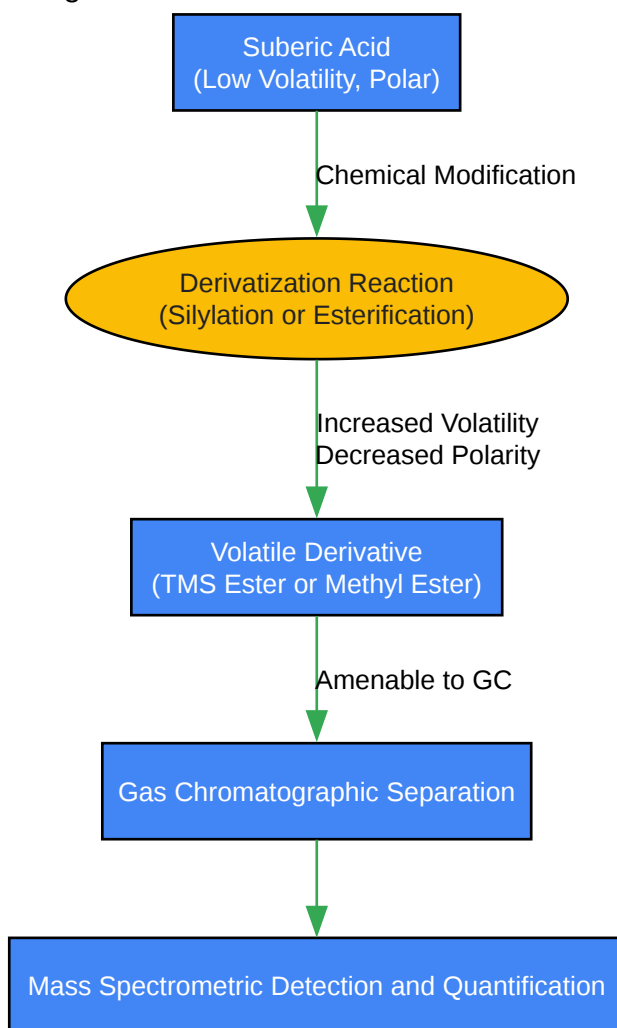 Suberic Acid
(Low Volatility, Polar)
Chemical Modification
Derivatization Reaction
(Silylation or Esterification)
Increased Volatility
Decreased Polarity
Volatile Derivative
(TMS Ester or Methyl Ester)
Amenable to GC
Gas Chromatographic Separation
Mass Spectrometric Detection and Quantification